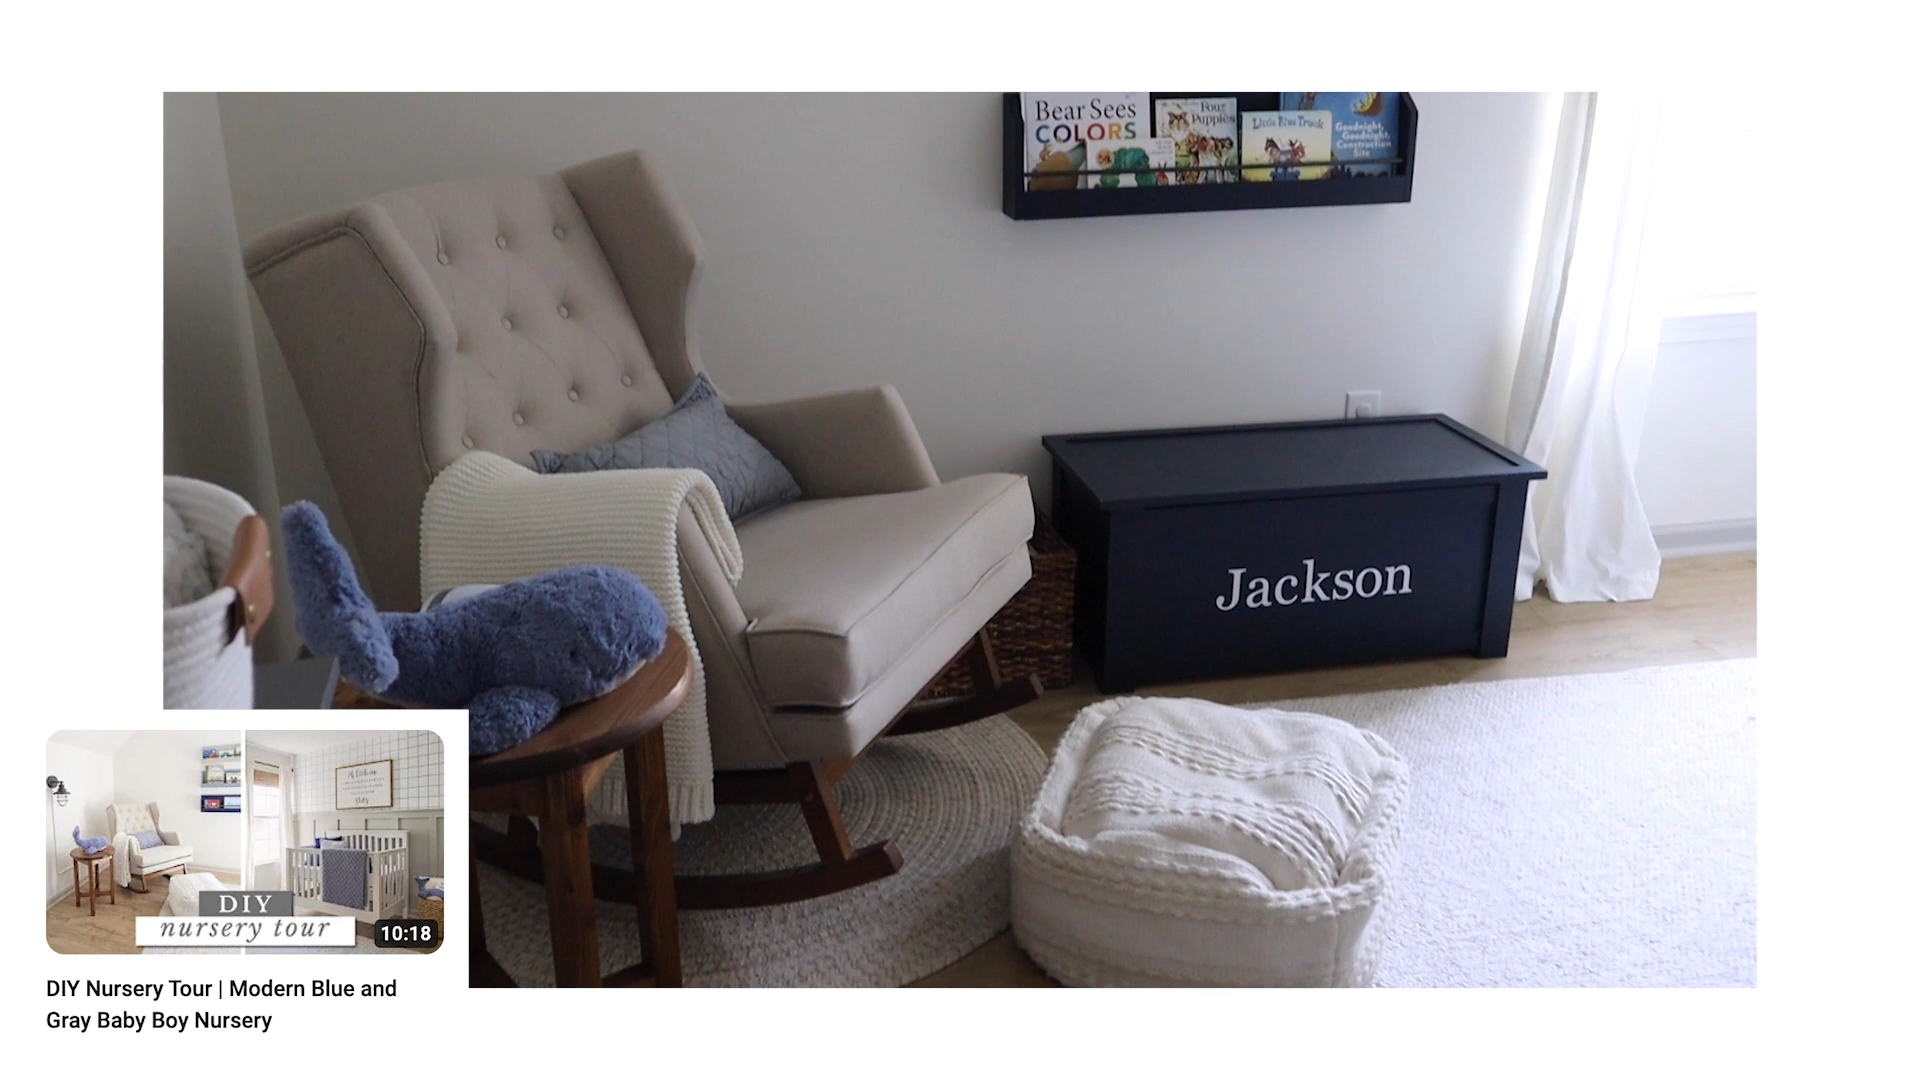 Bear Sees
COLORS
Four
Puppies
Little Blue Truck
Goodnight,
Goodnight,
Construction
Site
Jackson
DIY
nursery tour
10:18
DIY Nursery Tour | Modern Blue and
Gray Baby Boy Nursery